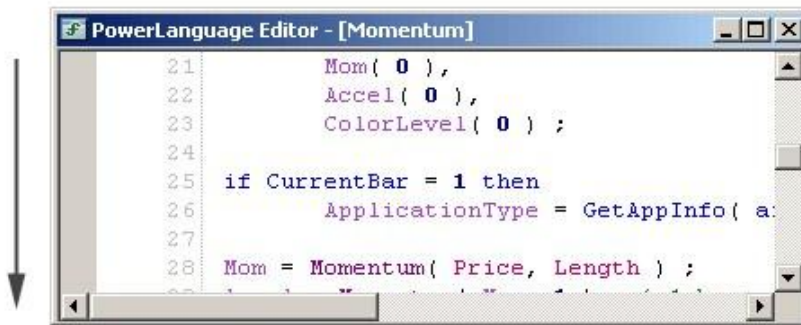 PowerLanguage Editor - [Momentum]
21 Mom( 0 ),
22 Accel( 0 ),
23 ColorLevel( 0 ) ;
24
25 if CurrentBar = 1 then
26 ApplicationType = GetAppInfo(
27
28 Mom = Momentum( Price, Length ) ;